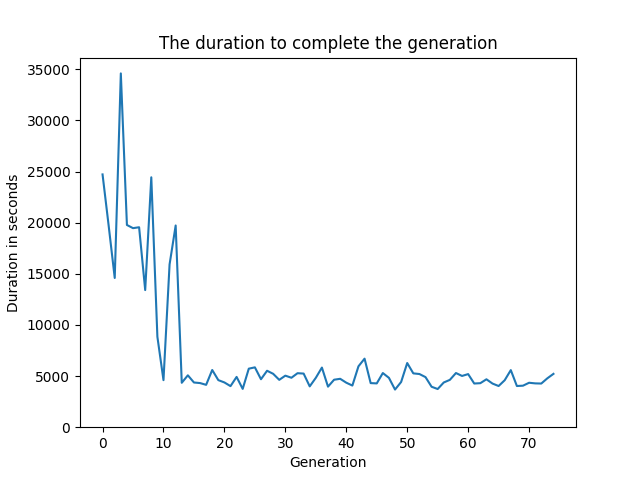 The duration to complete the generation
35000
30000
25000
20000
15000
10000
5000
0
Duration in seconds
0 10 20 30 40 50 60 70
Generation